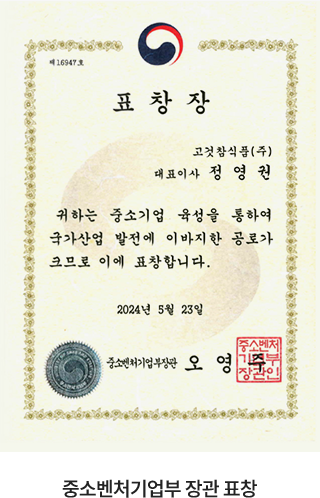 제16947호
표창장
고것참식품(주)
대표이사 정영권
귀하는 중소기업 육성을 통하여
국가산업 발전에 이바지한 공로가
크므로 이에 표창합니다.
2024년 5월 23일
중소벤처기업부장관 오영주
중소벤처
기업부
장관인
중소벤처기업부 장관 표창